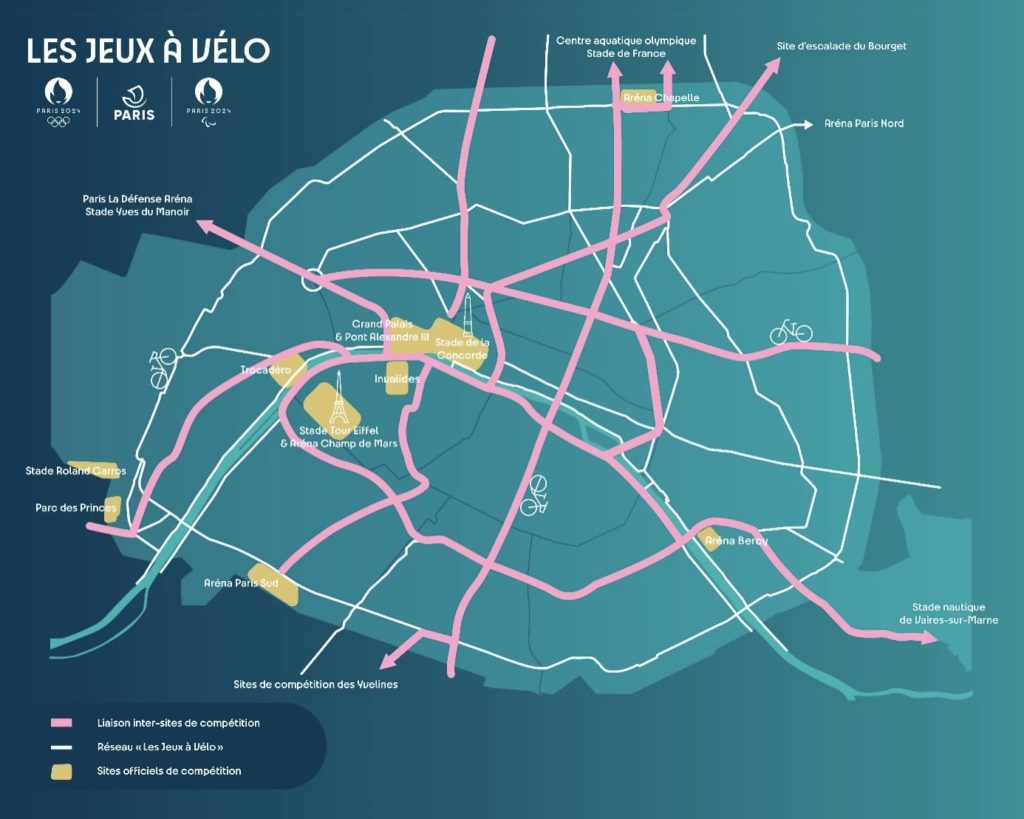 LES JEUX À VÉLO
PARIS 2024
PARIS
PARIS 2024
Centre aquatique olympique
Stade de France
Site d'escalade du Bourget
Aréna Chapelle
Aréna Paris Nord
Paris La Défense Aréna
Stade Yves du Manoir
Grand Palais
& Pont Alexandre III
Stade de la
Concorde
Trocadéro
Invalides
Stade Tour Eiffel
& Aréna Champ de Mars
Stade Roland Garros
Parc des Princes
Aréna Bercy
Aréna Paris Sud
Stade nautique
de Vaires-sur-Marne
Sites de compétition des Yvelines
Liaison inter-sites de compétition
Réseau « Les Jeux à Vélo »
Sites officiels de compétition